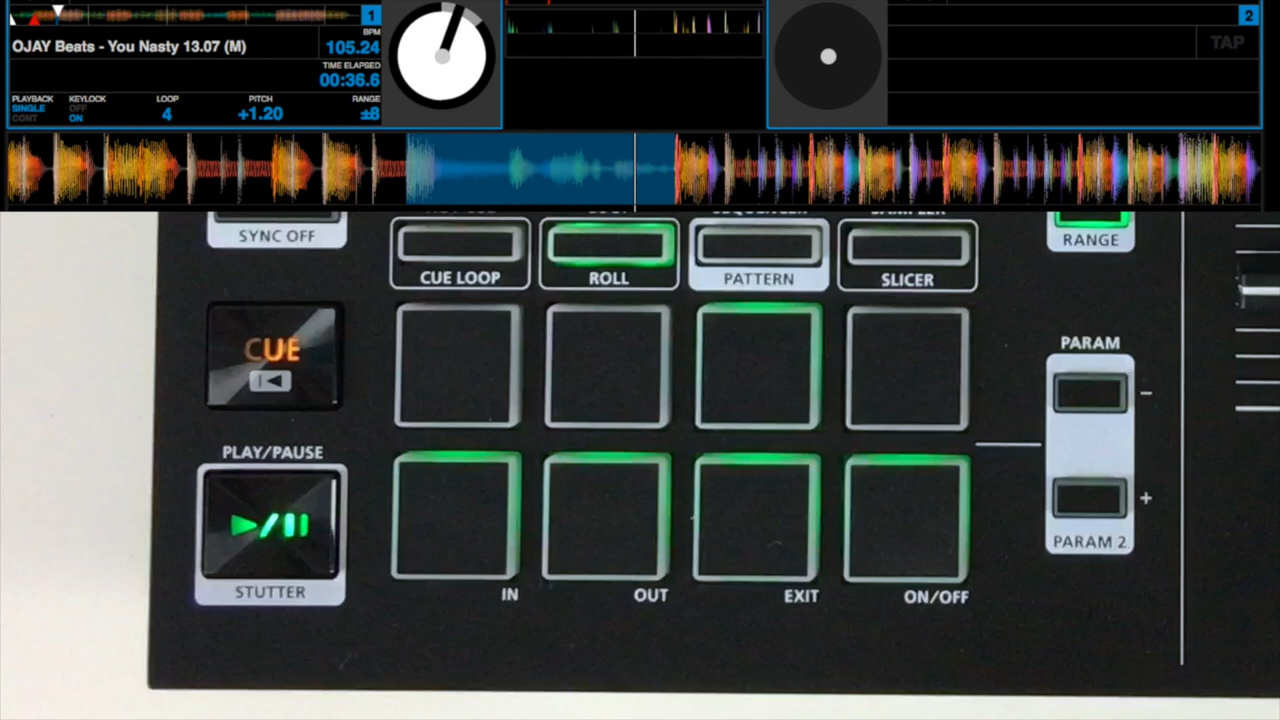 1
BPM
OJAY Beats - You Nasty 13.07 (M)
105.24
TIME ELAPSED
00:36.6
PLAYBACK KEYLOCK LOOP PITCH RANGE
SINGLE OFF
CONT ON 4 +1.20 ±8
2
TAP
SYNC OFF
CUE LOOP
ROLL
PATTERN
SLICER
RANGE
CUE
PARAM
-
+
PARAM 2
PLAY/PAUSE
STUTTER
IN
OUT
EXIT
ON/OFF